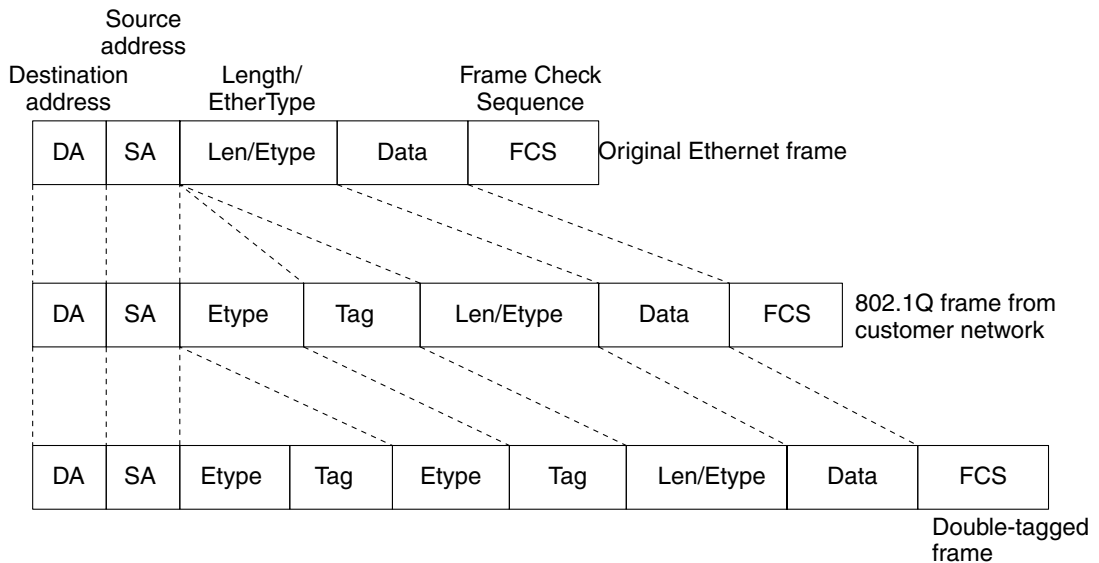 Source
address
Destination
address
Length/
EtherType
Frame Check
Sequence
DA SA Len/Etype Data FCS Original Ethernet frame
DA SA Etype Tag Len/Etype Data FCS
802.1Q frame from
customer network
DA SA Etype Tag Etype Tag Len/Etype Data FCS
Double-tagged
frame